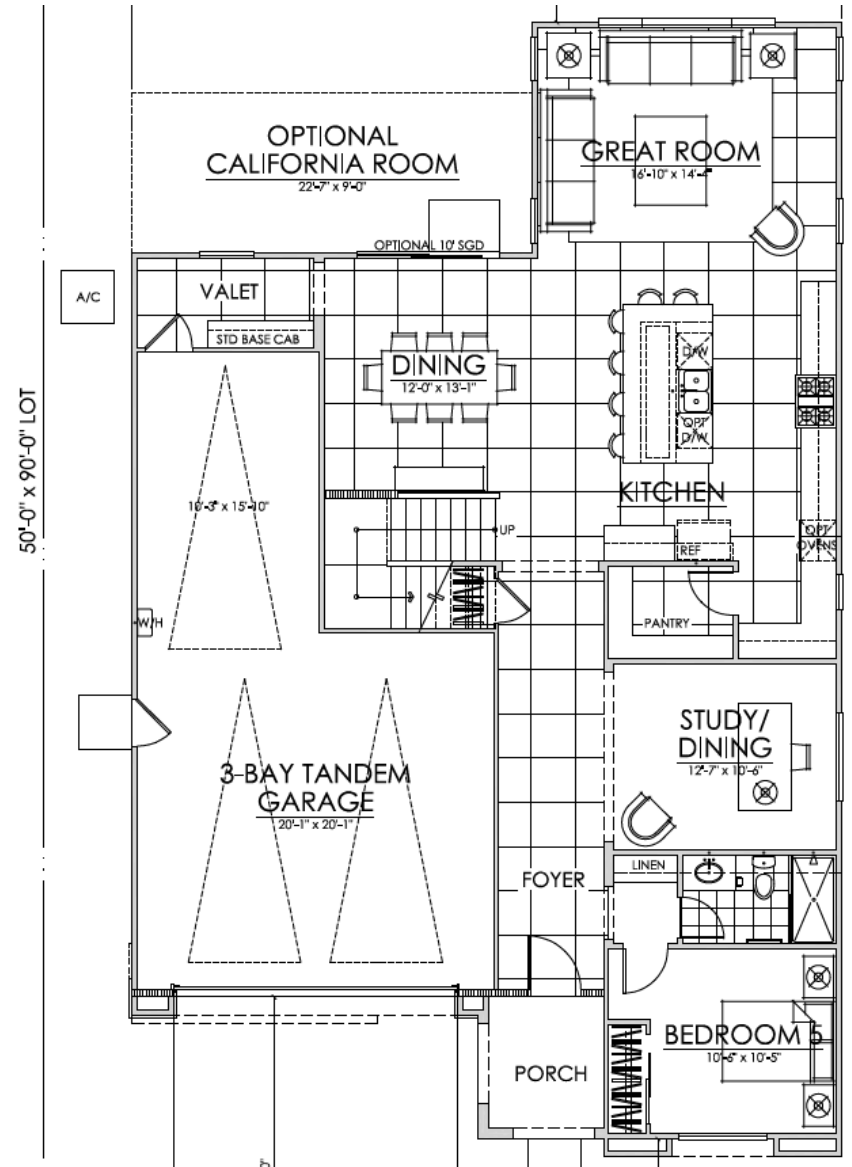 OPTIONAL
CALIFORNIA ROOM
22'-7" x 9'-0"
GREAT ROOM
16'-10" x 14'-4"
OPTIONAL 10' SGD
A/C
VALET
STD BASE CAB
D/W
DINING
12'-0" x 13'-1"
OPT
D/W
50'-0" x 90'-0" LOT
KITCHEN
10'-3" x 15'-10"
UP
REF
OPT
OVENS
W/H
PANTRY
STUDY/
DINING
12'-7" x 10'-6"
3-BAY TANDEM
GARAGE
20'-1" x 20'-1"
LINEN
FOYER
BEDROOM 5
10'-6" x 10'-5"
PORCH